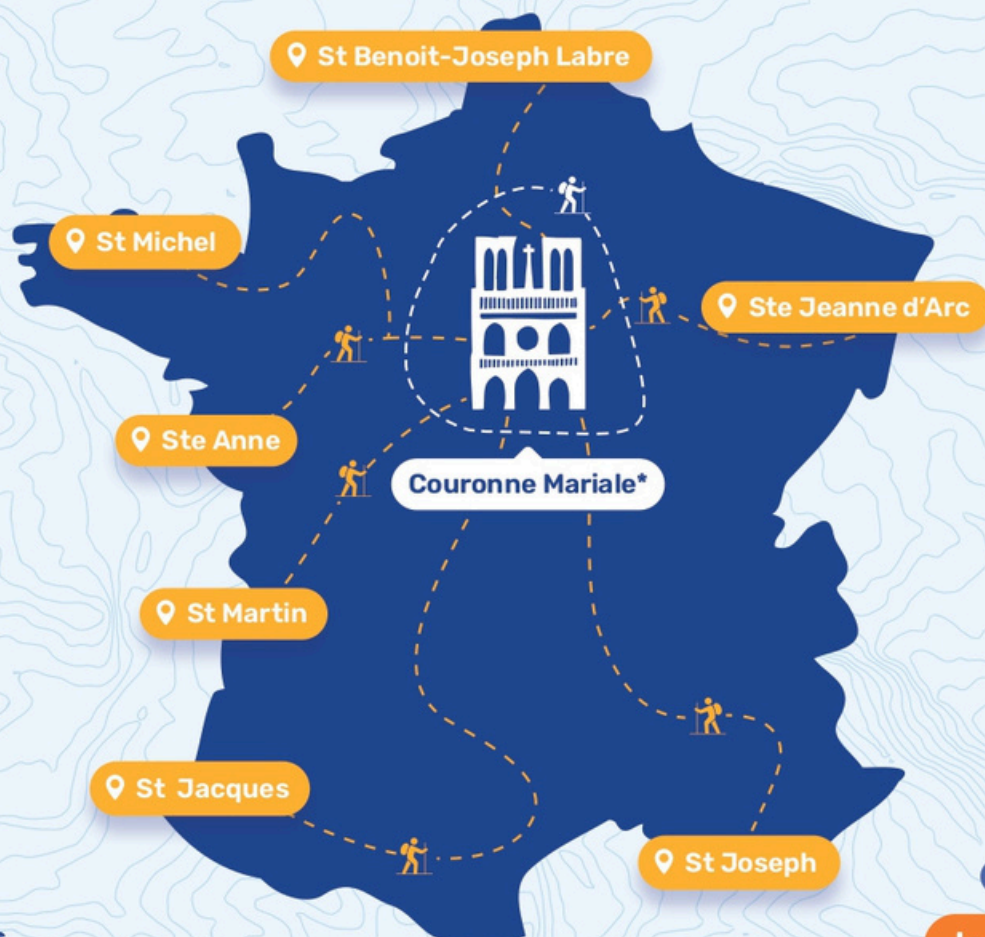 St Benoit-Joseph Labre
St Michel
Ste Jeanne d'Arc
Ste Anne
Couronne Mariale*
St Martin
St Jacques
St Joseph